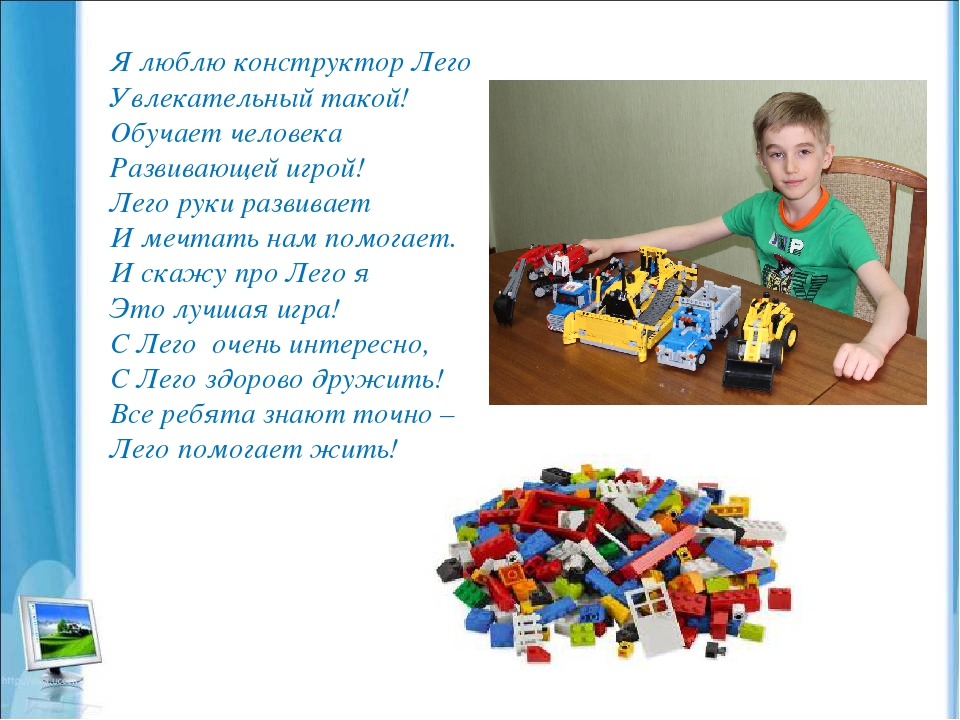 Я люблю конструктор Лего
Увлекательный такой!
Обучает человека
Развивающей игрой!
Лего руки развивает
И мечтать нам помогает.
И скажу про Лего я
Это лучшая игра!
С Лего очень интересно,
С Лего здорово дружить!
Все ребята знают точно –
Лего помогает жить!